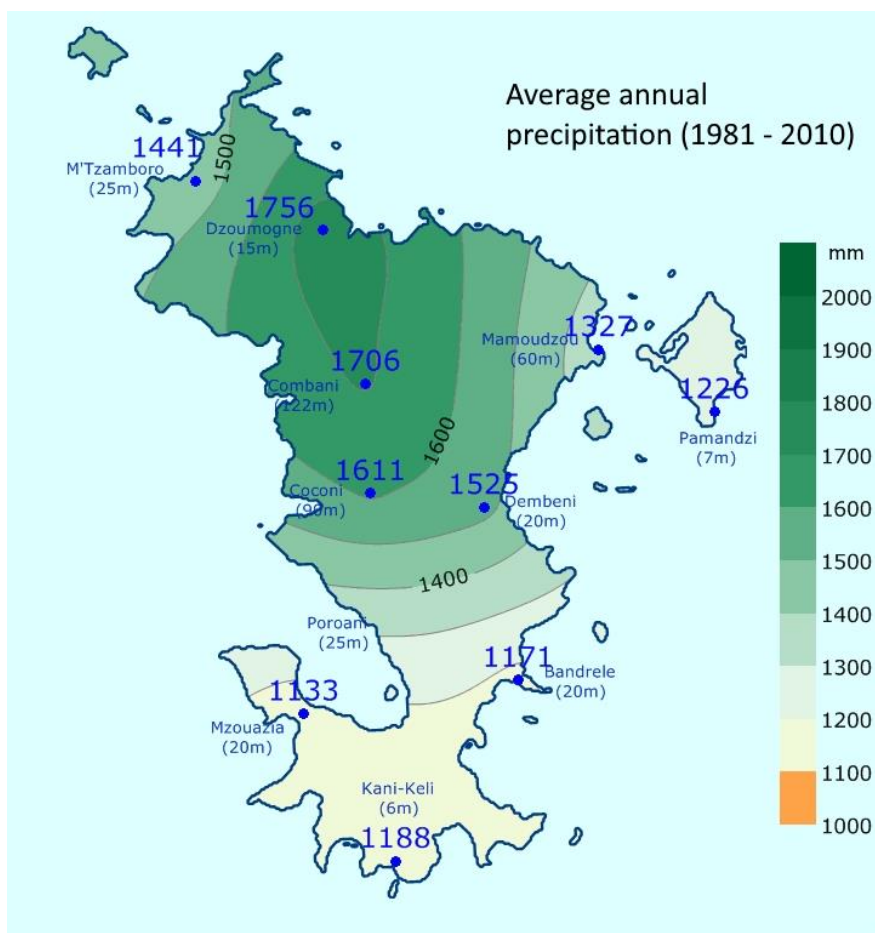 Average annual
precipitation (1981 - 2010)
1441
M'Tzamboro
(25m)
1500
1756
Dzoumogne
(15m)
mm
2000
1327
Mamoudzou
(60m)
1900
1706
Combani
(122m)
1226
Pamandzi
(7m)
1800
1600
1700
1611
Coconi
(90m)
1525
Dembeni
(20m)
1600
1500
1400
1400
Poroani
(25m)
1300
1171
Bandrele
(20m)
1133
Mzouazia
(20m)
1200
1100
1000
Kani-Keli
(6m)
1188